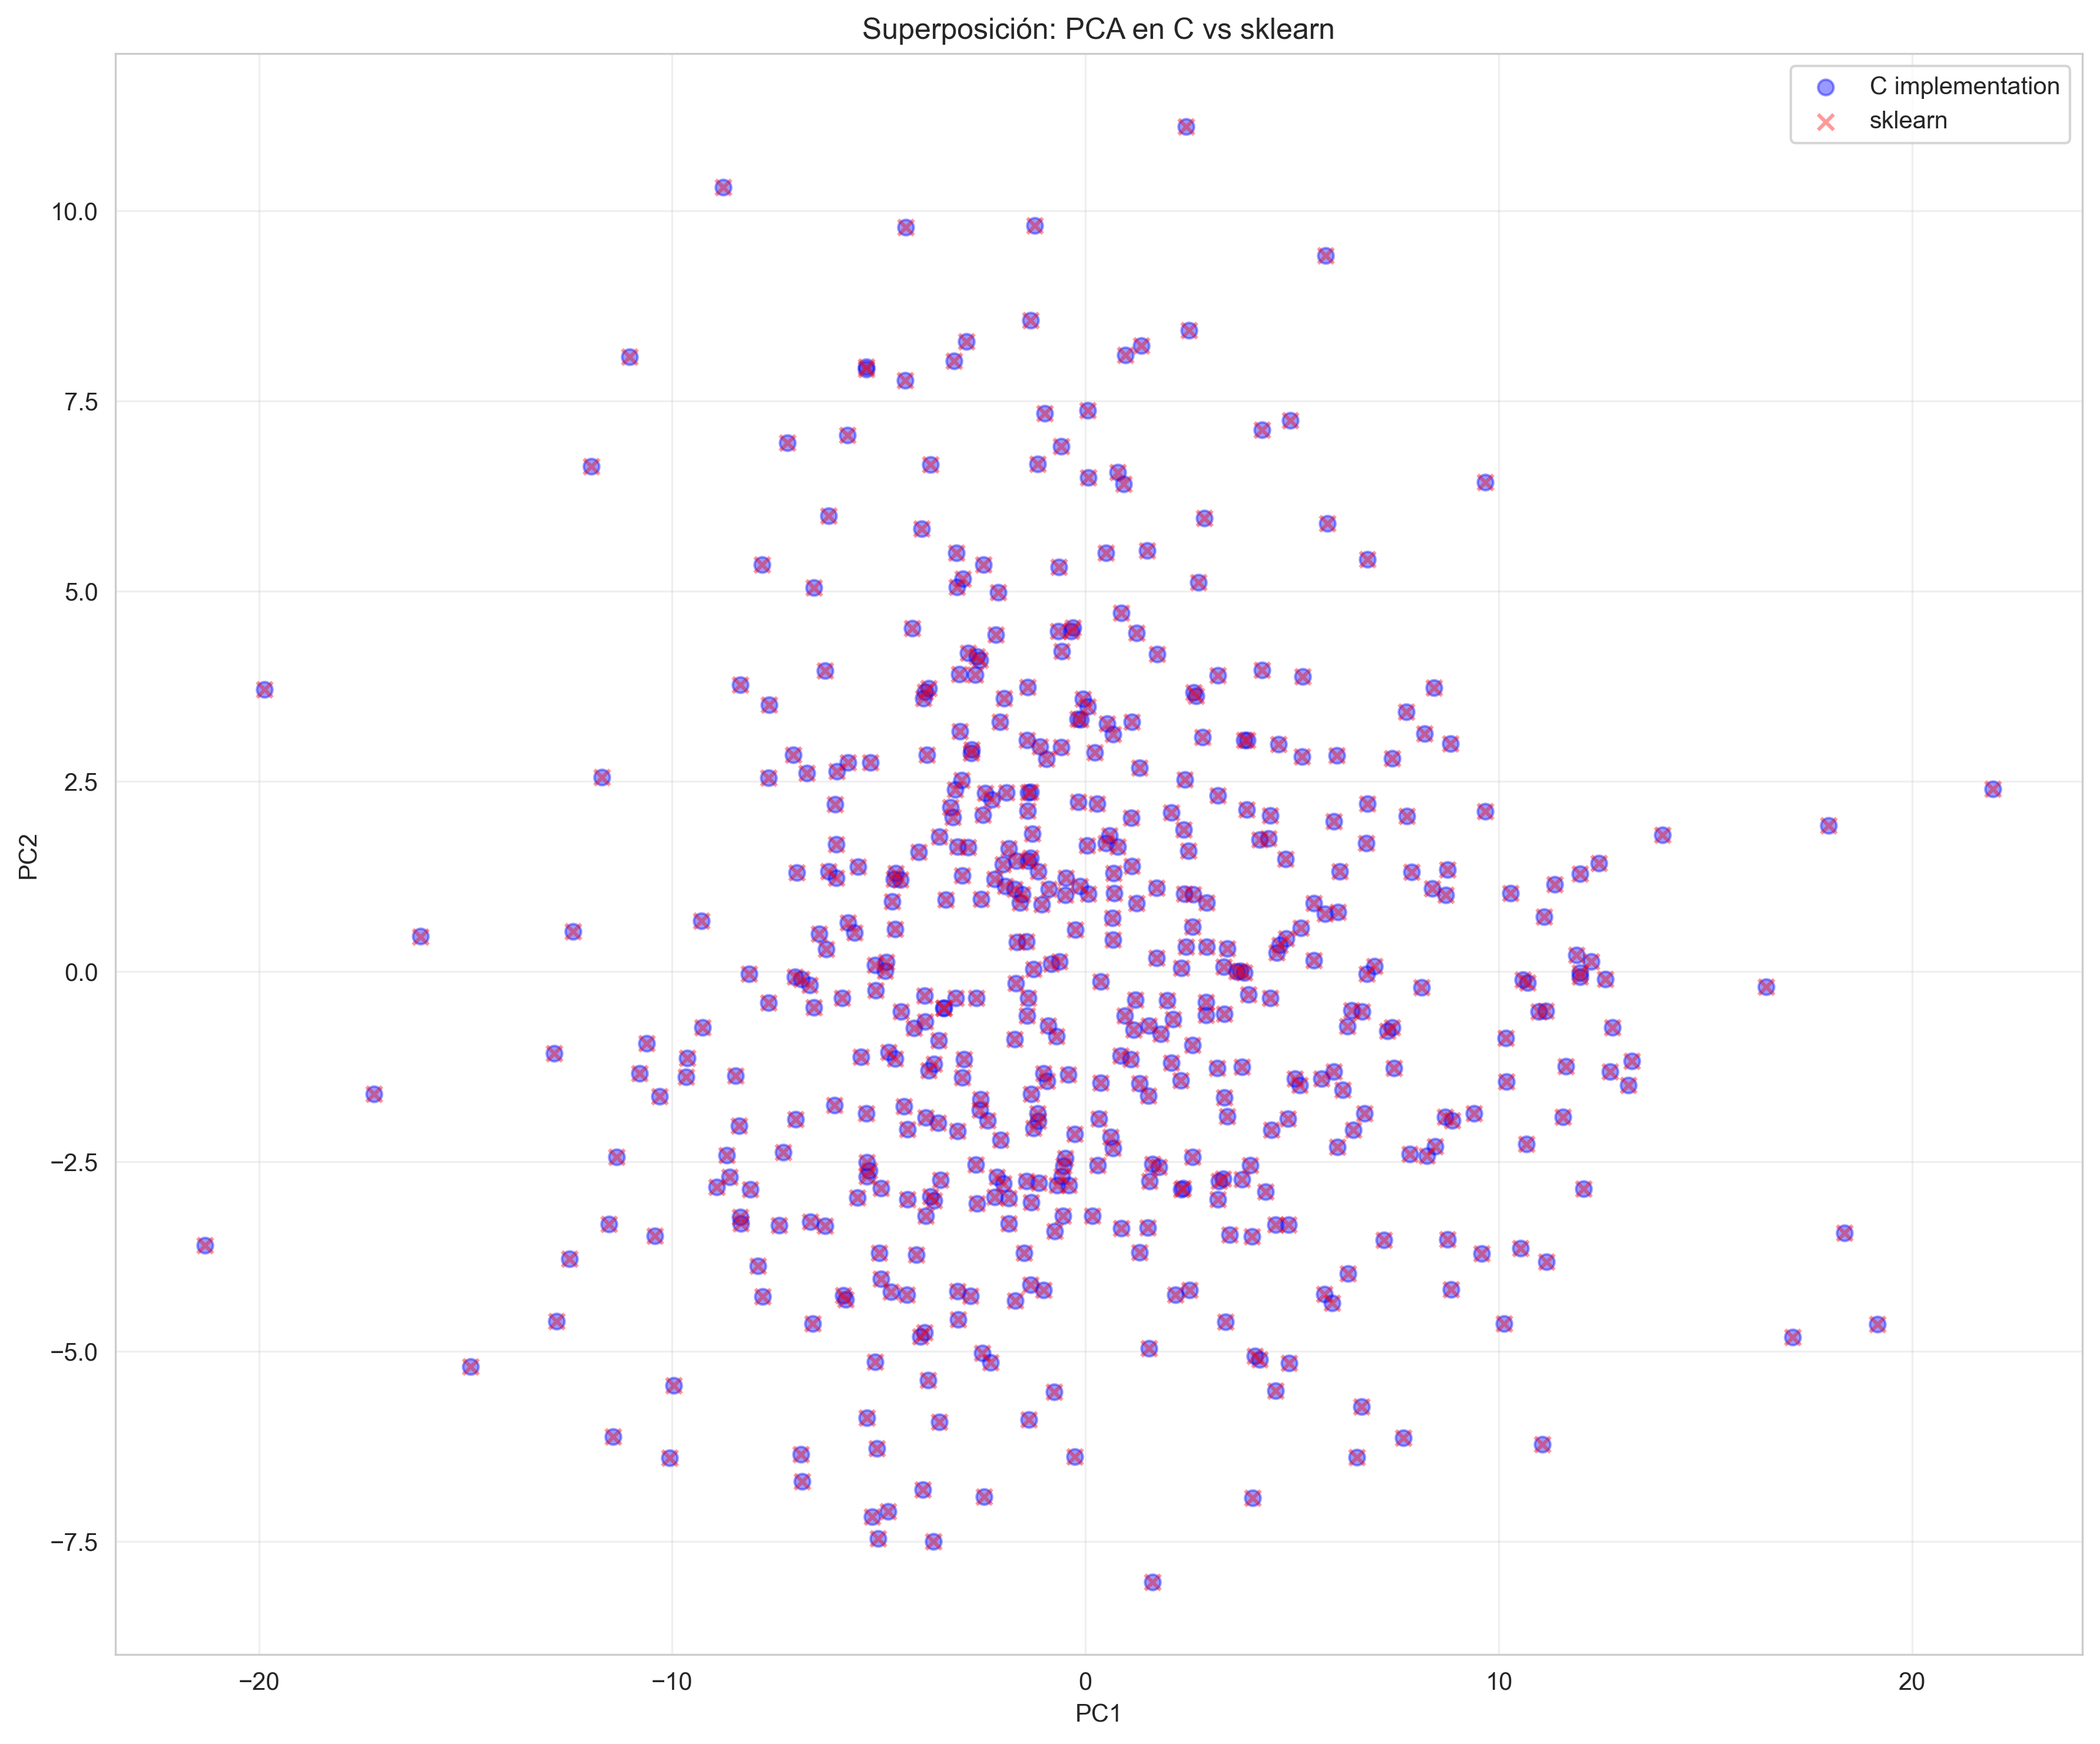 Superposición: PCA en C vs sklearn
C implementation
sklearn
10.0
7.5
5.0
2.5
0.0
−2.5
−5.0
−7.5
PC2
−20
−10
0
10
20
PC1